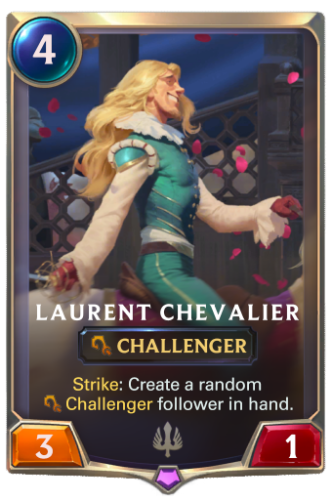 4
LAURENT CHEVALIER
CHALLENGER
Strike: Create a random
Challenger follower in hand.
3 1